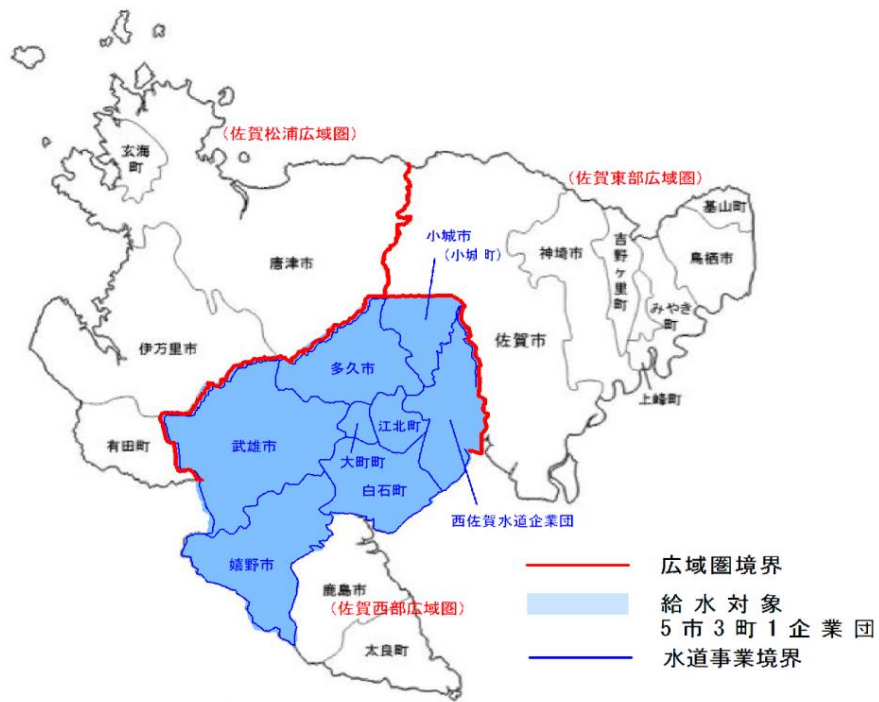 (佐賀松浦広域圏)
玄海
町
(佐賀東部広域圏)
基山町
小城市
(小城町)
神埼市
吉野ヶ里町
鳥栖市
唐津市
みやき
町
伊万里市
佐賀市
多久市
上峰町
有田町
武雄市
江北町
大町町
白石町
西佐賀水道企業団
嬉野市
鹿島市
(佐賀西部広域圏)
太良町
広域圏境界
給水対象
5市3町1企業団
水道事業境界